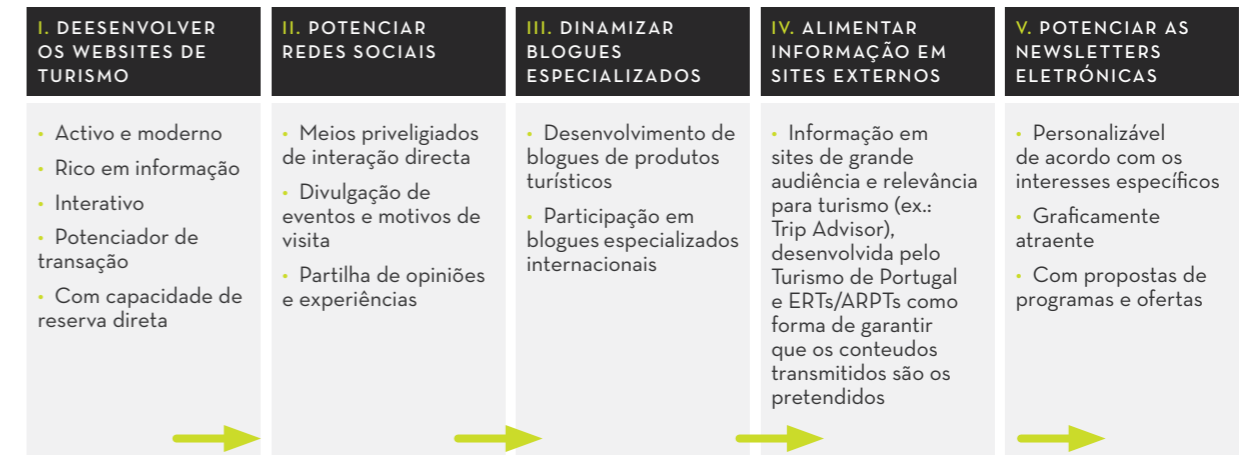 I. DEESENVOLVER
OS WEBSITES DE
TURISMO
• Activo e moderno
• Rico em informação
• Interativo
• Potenciador de
transação
• Com capacidade de
reserva direta
II. POTENCIAR
REDES SOCIAIS
• Meios priveligiados
de interação directa
• Divulgação de
eventos e motivos de
visita
• Partilha de opiniões
e experiências
III. DINAMIZAR
BLOGUES
ESPECIALIZADOS
• Desenvolvimento de
blogues de produtos
turísticos
• Participação em
blogues especializados
internacionais
IV. ALIMENTAR
INFORMAÇÃO EM
SITES EXTERNOS
• Informação em
sites de grande
audiência e relevância
para turismo (ex.:
Trip Advisor),
desenvolvida pelo
Turismo de Portugal
e ERTs/ARPTs como
forma de garantir
que os conteudos
transmitidos são os
pretendidos
V. POTENCIAR AS
NEWSLETTERS
ELETRÓNICAS
• Personalizável
de acordo com os
interesses específicos
• Graficamente
atraente
• Com propostas de
programas e ofertas